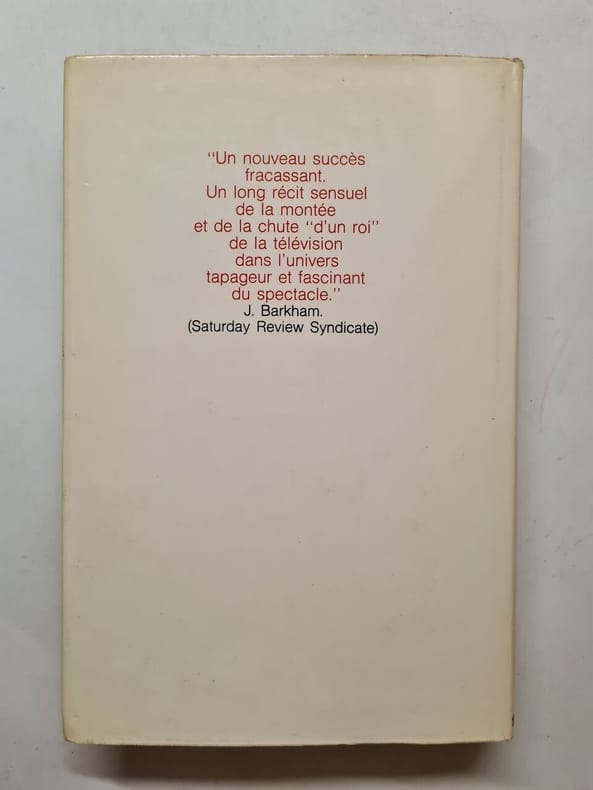 "Un nouveau succès
fracassant.
Un long récit sensuel
de la montée
et de la chute "d'un roi"
de la télévision
dans l'univers
tapageur et fascinant
du spectacle."
J. Barkham.
(Saturday Review Syndicate)